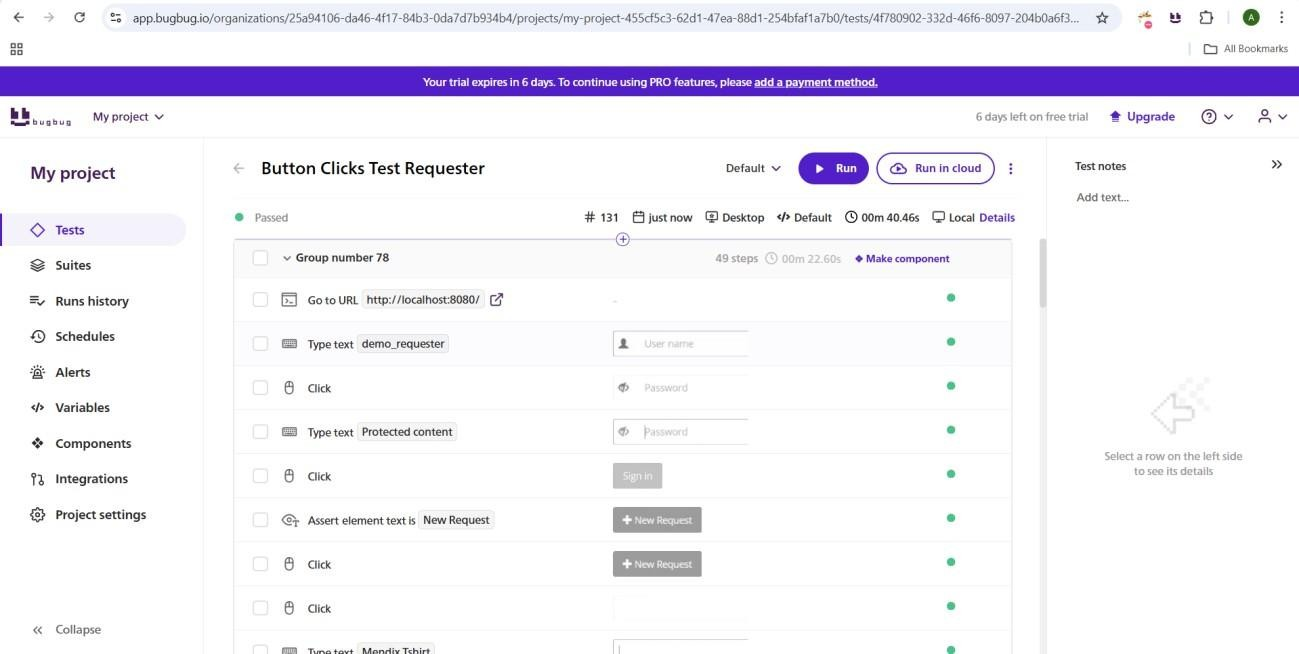 app.bugbug.io/organizations/25a94106-da46-4f17-84b3-0da7d7b934b4/projects/my-project-455cf5c3-62d1-47ea-88d1-254bfaf1a7b0/tests/4f780902-332d-46f6-8097-204b0a6f3...
A
All Bookmarks
Your trial expires in 6 days. To continue using PRO features, please add a payment method.
bugbug
My project
6 days left on free trial
Upgrade
My project
Tests
Suites
Runs history
Schedules
Alerts
Variables
Components
Integrations
Project settings
Collapse
Button Clicks Test Requester
Default
Run
Run in cloud
Passed
# 131 just now Desktop Default 00m 40.46s Local Details
Group number 78 49 steps 00m 22.60s Make component
Go to URL http://localhost:8080/ -
Type text demo_requester User name
Click Password
Type text Protected content Password
Click Sign in
Assert element text is New Request New Request
Click New Request
Click
Type text Mendix Tshirt
Test notes
Add text...
Select a row on the left side
to see its details